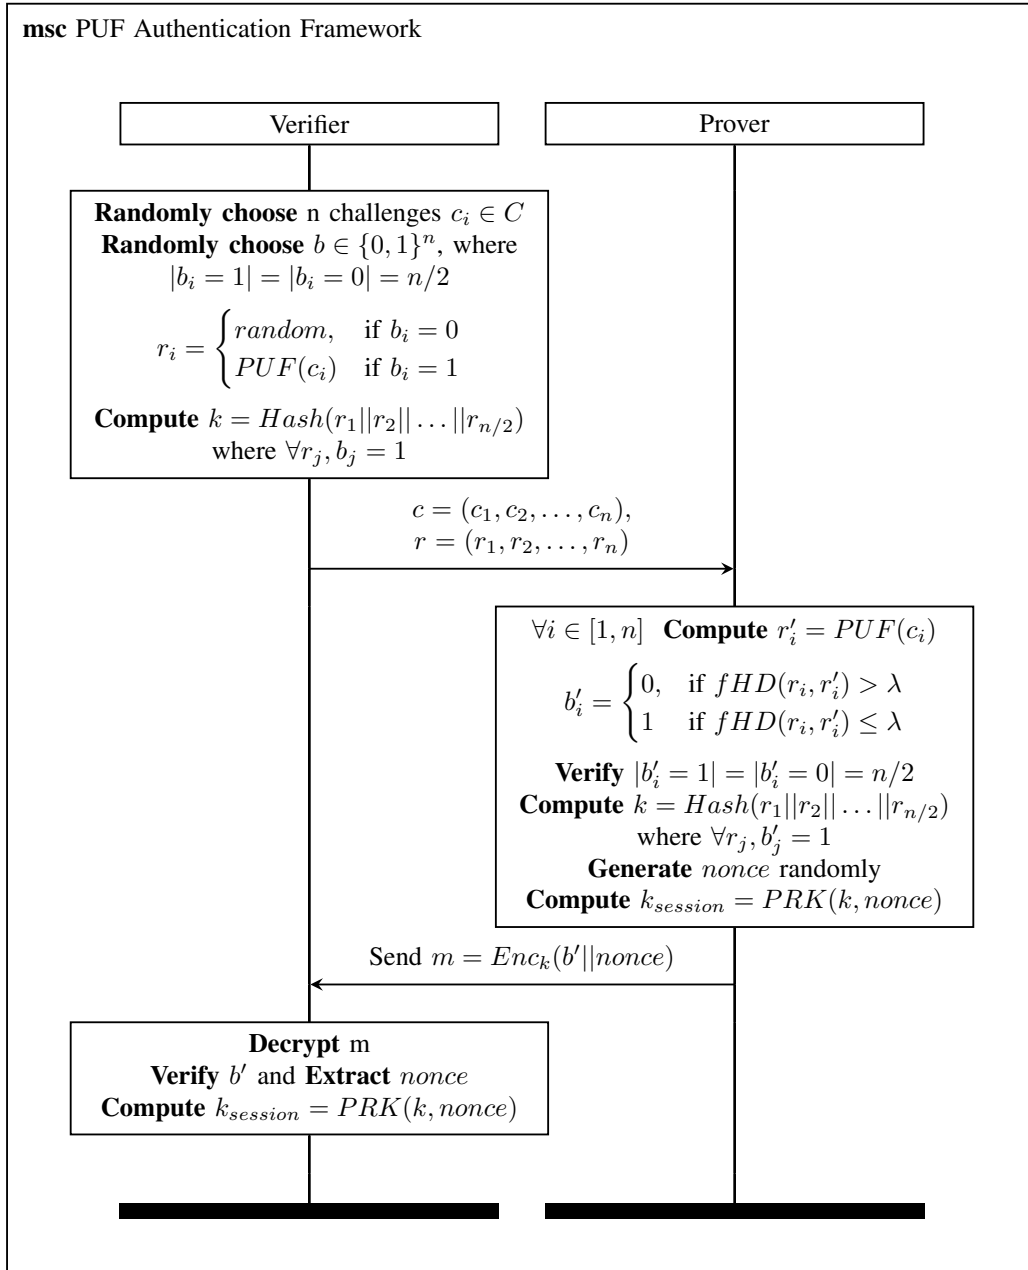 msc PUF Authentication Framework
Verifier
Prover
Randomly choose n challenges c_i ∈ C
Randomly choose b ∈ {0, 1}^n, where
|b_i = 1| = |b_i = 0| = n/2
r_i = { random, if b_i = 0
PUF(c_i) if b_i = 1
Compute k = Hash(r_1||r_2|| . . . ||r_{n/2})
where ∀r_j, b_j = 1
c = (c_1, c_2, . . . , c_n),
r = (r_1, r_2, . . . , r_n)
∀i ∈ [1, n] Compute r'_i = PUF(c_i)
b'_i = { 0, if fHD(r_i, r'_i) > λ
1 if fHD(r_i, r'_i) ≤ λ
Verify |b'_i = 1| = |b'_i = 0| = n/2
Compute k = Hash(r_1||r_2|| . . . ||r_{n/2})
where ∀r_j, b'_j = 1
Generate nonce randomly
Compute k_{session} = PRK(k, nonce)
Send m = Enc_k(b'||nonce)
Decrypt m
Verify b' and Extract nonce
Compute k_{session} = PRK(k, nonce)